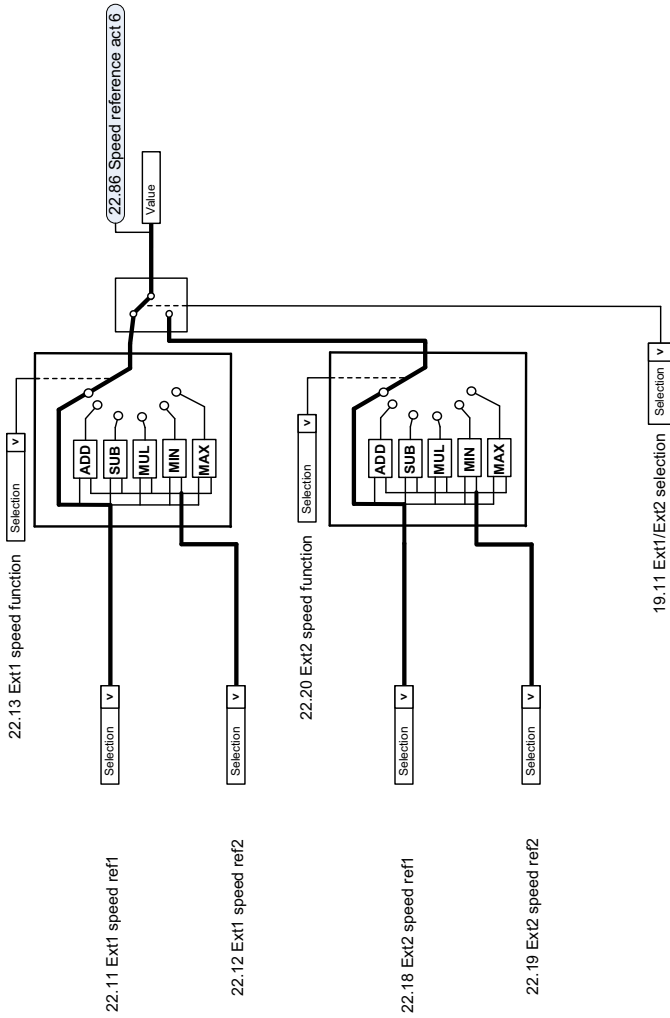 22.13 Ext1 speed function
Selection
v
22.11 Ext1 speed ref1
Selection
v
22.12 Ext1 speed ref2
Selection
v
ADD
SUB
MUL
MIN
MAX
22.86 Speed reference act 6
Value
22.20 Ext2 speed function
Selection
v
22.18 Ext2 speed ref1
Selection
v
22.19 Ext2 speed ref2
Selection
v
ADD
SUB
MUL
MIN
MAX
19.11 Ext1/Ext2 selection
Selection
v